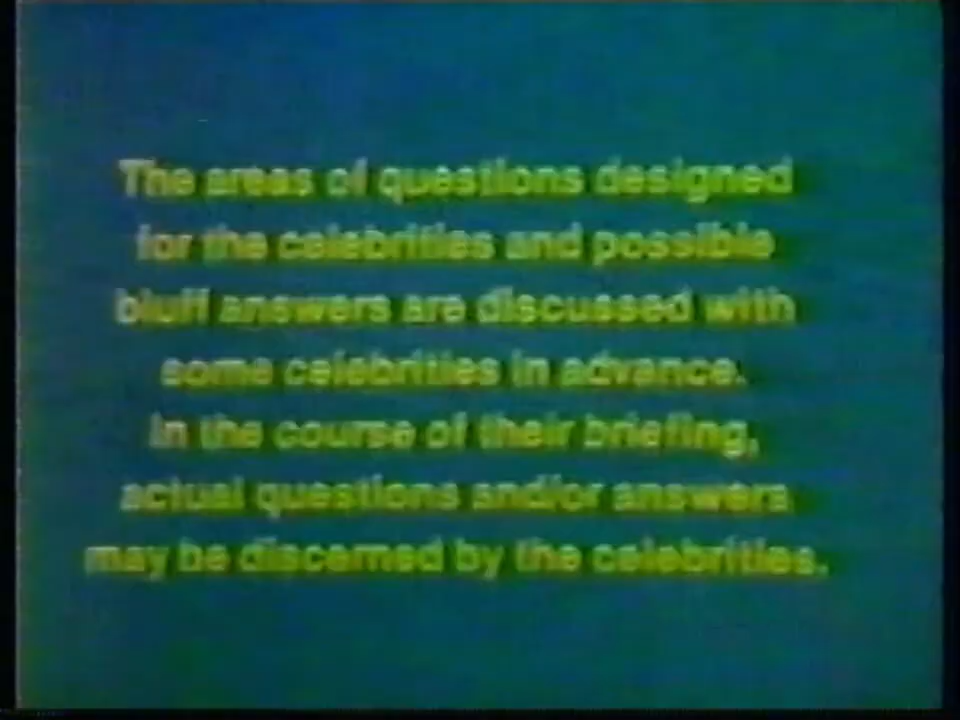 The areas of questions designed
for the celebrities and possible
bluff answers are discussed with
some celebrities in advance.
In the course of their briefing,
actual questions and/or answers
may be discerned by the celebrities.